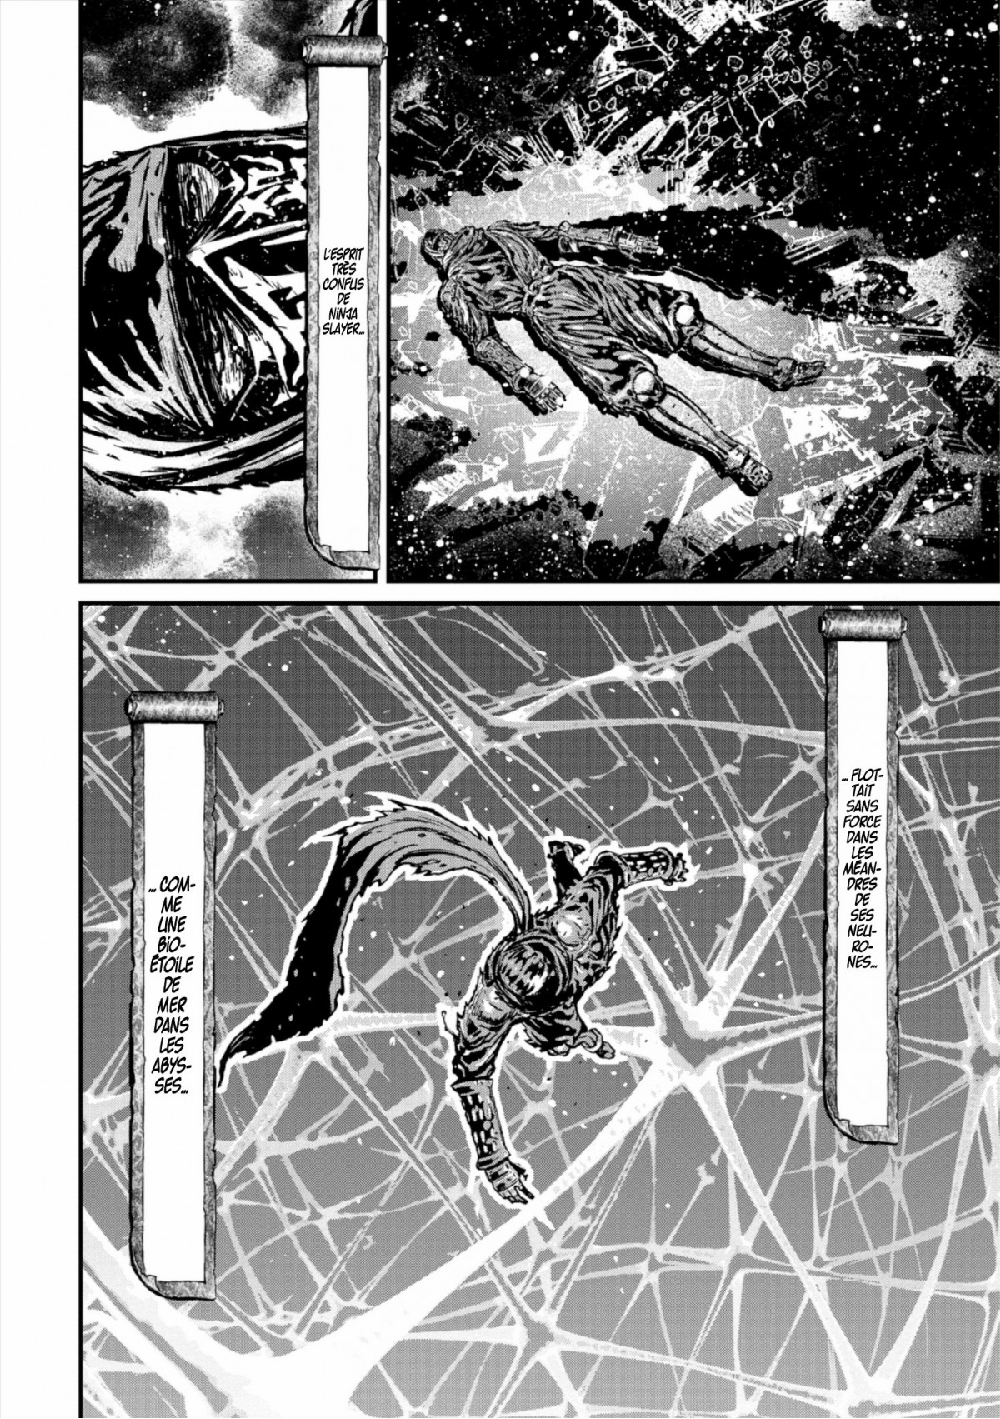 L'ESPRIT
TRÈS
CONFUS
DE
NINJA
SLAYER...
... FLOT-
TAIT
SANS
FORCE
DANS
LES
MÉAN-
DRES
DE
SES
NEU-
RO-
NES...
... COM-
ME
UNE
BIO-
ÉTOILE
DE
MER
DANS
LES
ABYS-
SES...